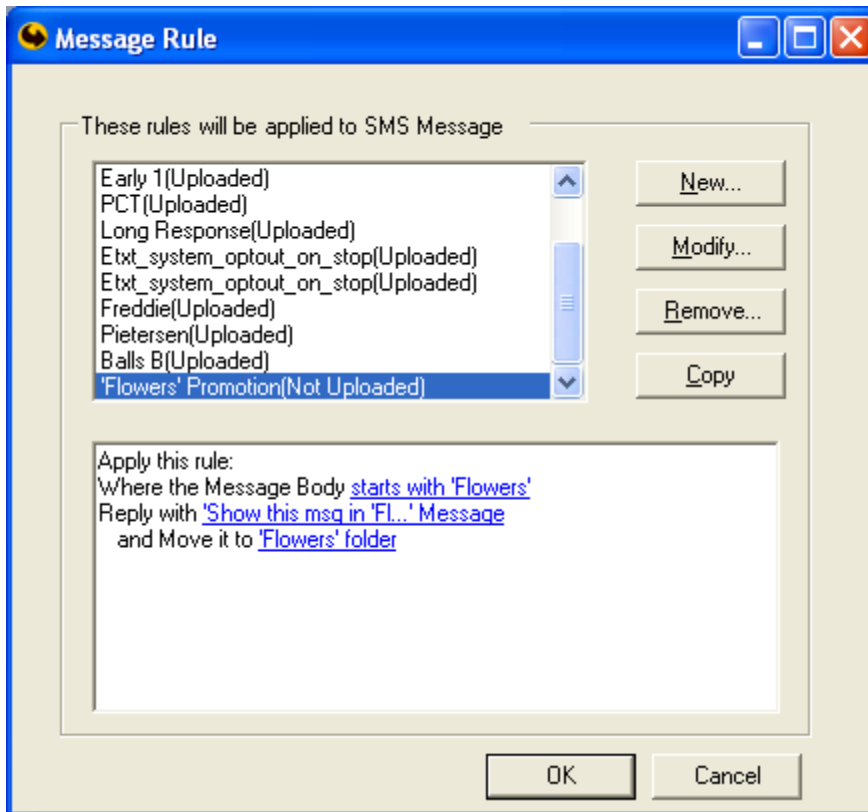 Message Rule
These rules will be applied to SMS Message
Early 1(Uploaded)
PCT(Uploaded)
Long Response(Uploaded)
Etxt_system_optout_on_stop(Uploaded)
Etxt_system_optout_on_stop(Uploaded)
Freddie(Uploaded)
Pietersen(Uploaded)
Balls B(Uploaded)
'Flowers' Promotion(Not Uploaded)
New...
Modify...
Remove...
Copy
Apply this rule:
Where the Message Body starts with 'Flowers'
Reply with 'Show this msg in 'Fl...' Message
and Move it to 'Flowers' folder
OK
Cancel